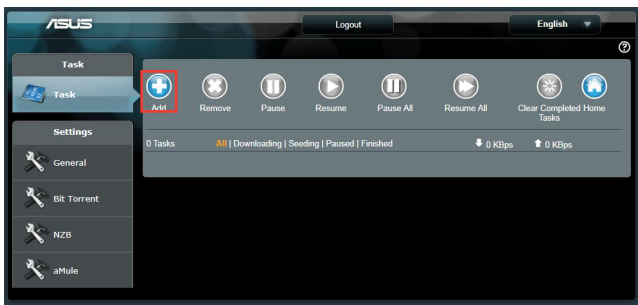 ASUS
Logout
English
Task
Task
Settings
General
Bit Torrent
NZB
aMule
Add
Remove
Pause
Resume
Pause All
Resume All
Clear Completed Tasks
Home
0 Tasks
All | Downloading | Seeding | Paused | Finished
0 KBps
0 KBps